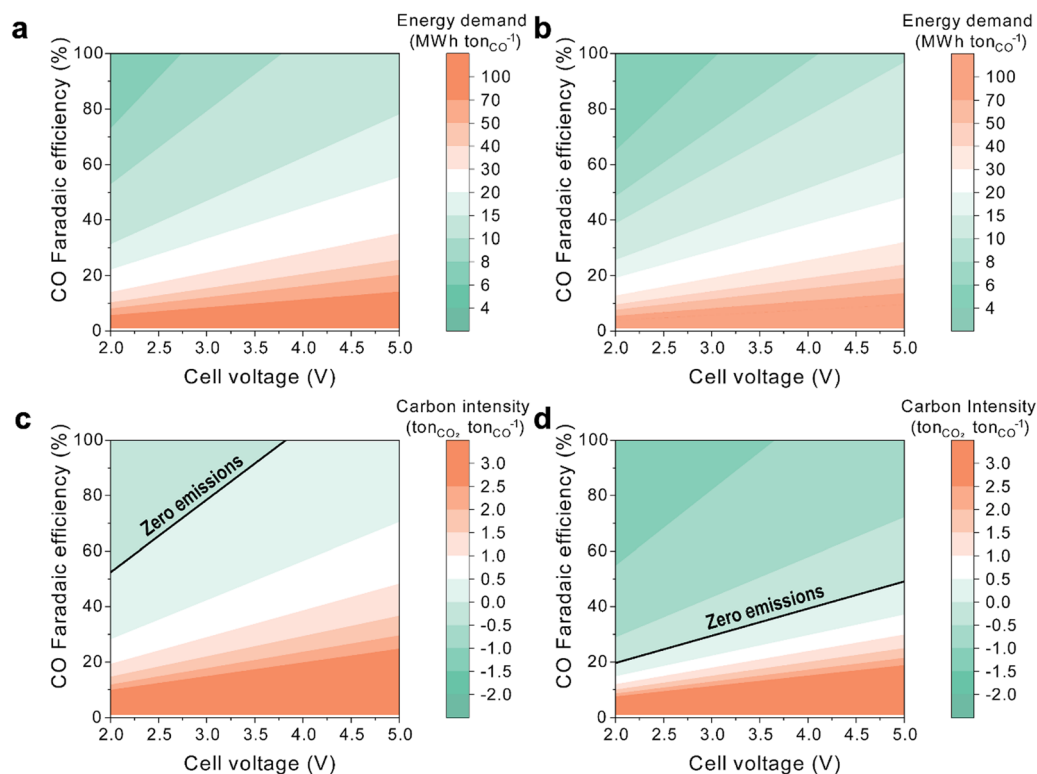 a
Energy demand
(MWh ton_CO⁻¹)
CO Faradaic efficiency (%)
100
80
60
40
20
0
2.0 2.5 3.0 3.5 4.0 4.5 5.0
Cell voltage (V)
100
70
50
40
30
20
15
10
8
6
4
b
Energy demand
(MWh ton_CO⁻¹)
CO Faradaic efficiency (%)
100
80
60
40
20
0
2.0 2.5 3.0 3.5 4.0 4.5 5.0
Cell voltage (V)
100
70
50
40
30
20
15
10
8
6
4
c
Carbon intensity
(ton_CO₂ ton_CO⁻¹)
CO Faradaic efficiency (%)
100
80
60
40
20
0
Zero emissions
2.0 2.5 3.0 3.5 4.0 4.5 5.0
Cell voltage (V)
3.0
2.5
2.0
1.5
1.0
0.5
0.0
-0.5
-1.0
-1.5
-2.0
d
Carbon Intensity
(ton_CO₂ ton_CO⁻¹)
CO Faradaic efficiency (%)
100
80
60
40
20
0
Zero emissions
2.0 2.5 3.0 3.5 4.0 4.5 5.0
Cell voltage (V)
3.0
2.5
2.0
1.5
1.0
0.5
0.0
-0.5
-1.0
-1.5
-2.0